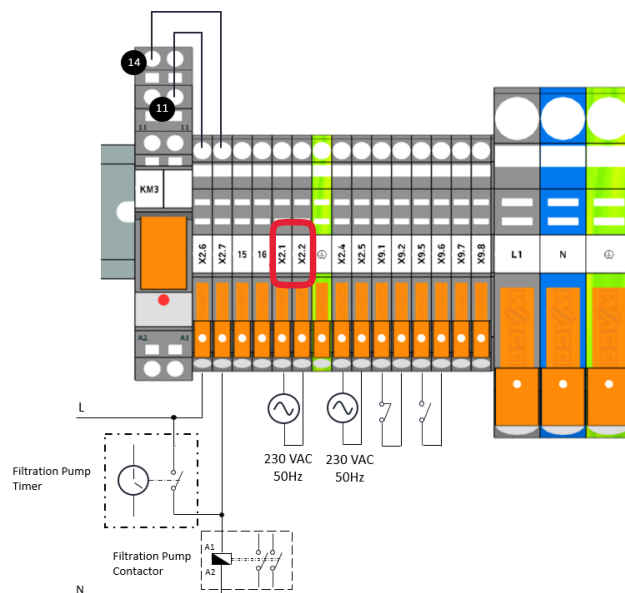 14
11
11 11
KM3
X2.6 X2.7 15 16 X2.1 X2.2 X2.4 X2.5 X9.1 X9.2 X9.5 X9.6 X9.7 X9.8 L1 N
A2 A1
L
230 VAC 230 VAC
50Hz 50Hz
Filtration Pump
Timer
Filtration Pump
Contactor
A1
A2
N